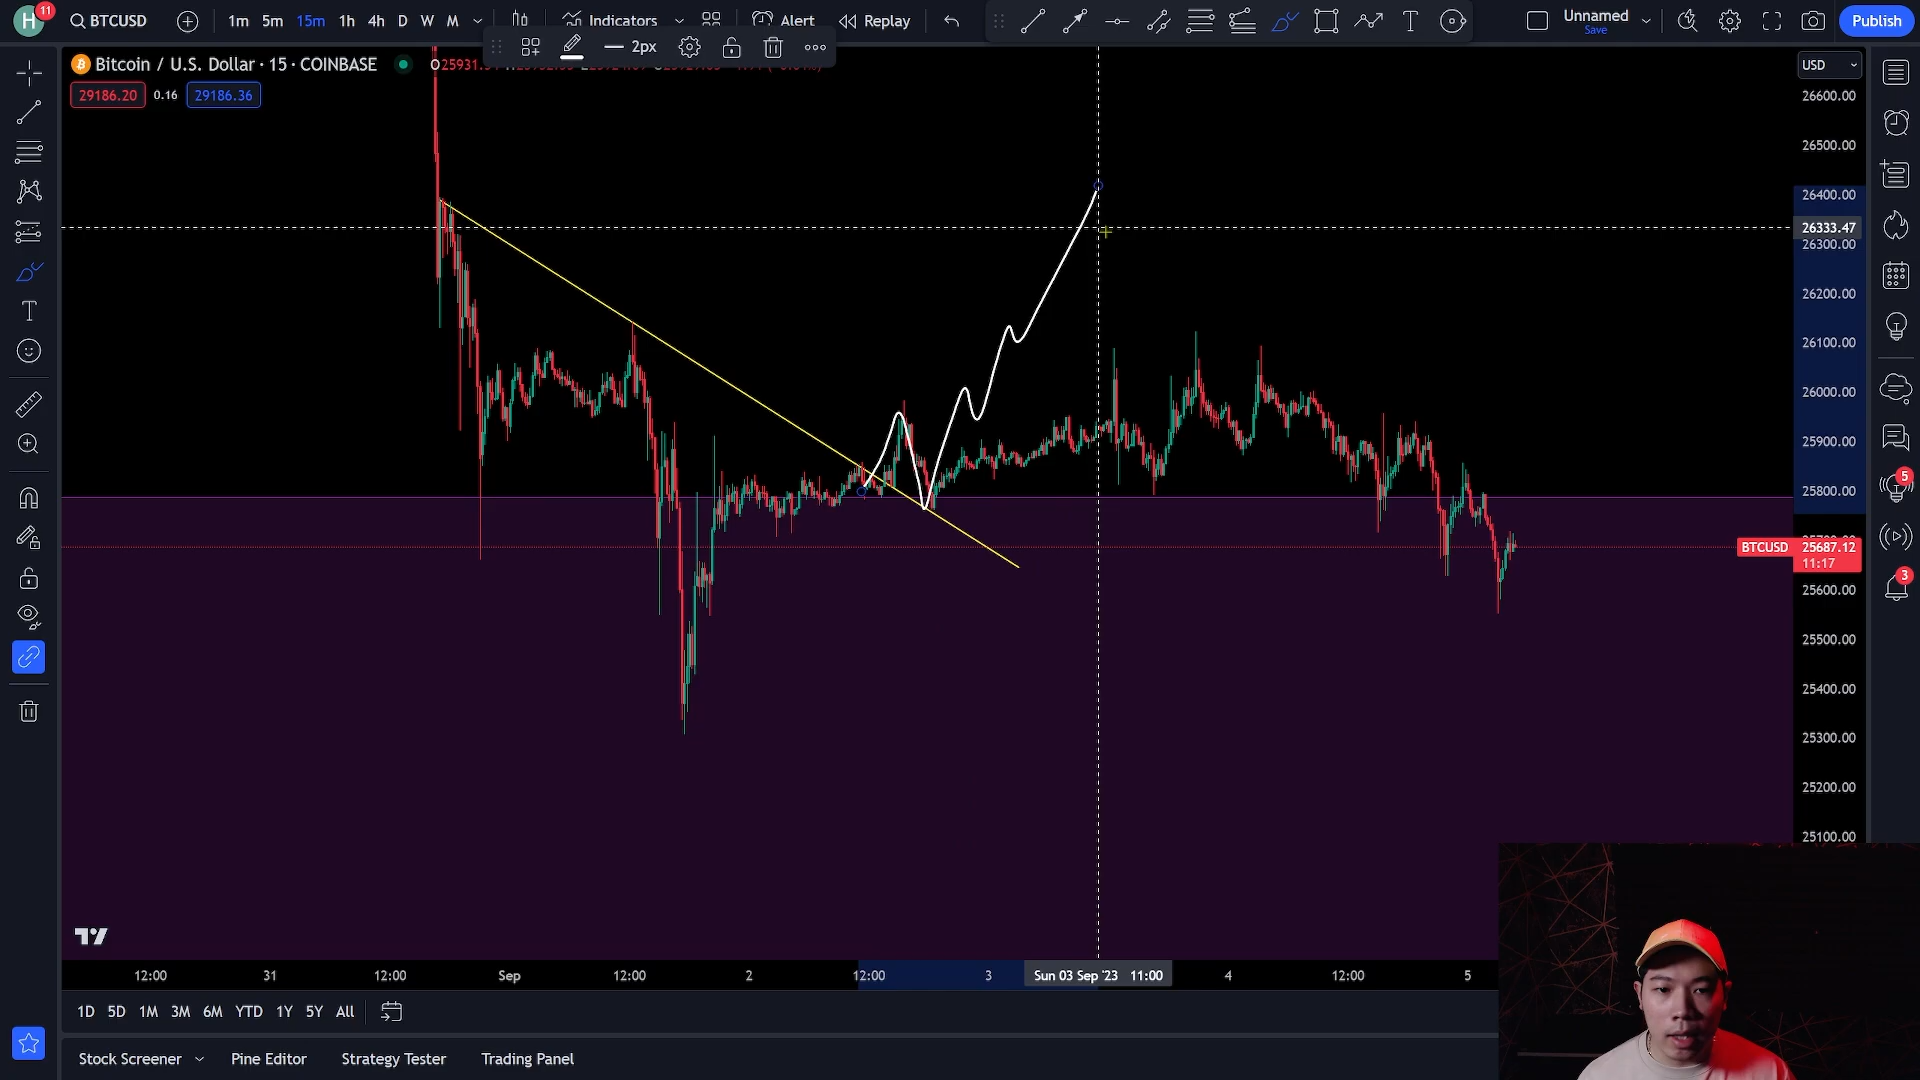 H
11
BTCUSD
1m 5m 15m 1h 4h D W M
Indicators
Alert
Replay
2px
Unnamed
Save
Publish
Bitcoin / U.S. Dollar · 15 · COINBASE
29186.20 0.16 29186.36
USD
26600.00
26500.00
26400.00
26333.47
26300.00
26200.00
26100.00
26000.00
25900.00
25800.00
BTCUSD 25687.12
11:17
25600.00
25500.00
25400.00
25300.00
25200.00
25100.00
5
3
12:00 31 12:00 Sep 12:00 2 12:00 3 Sun 03 Sep '23 11:00 4 12:00 5
1D 5D 1M 3M 6M YTD 1Y 5Y All
Stock Screener Pine Editor Strategy Tester Trading Panel